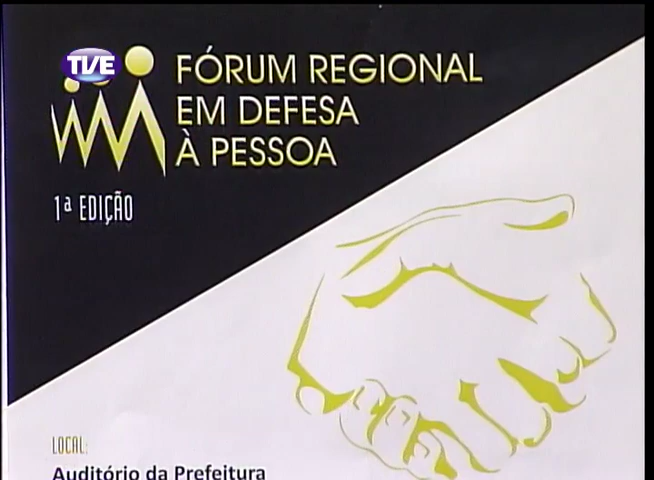 TVE
FÓRUM REGIONAL
EM DEFESA
À PESSOA
1ª EDIÇÃO
LOCAL:
Auditório da Prefeitura